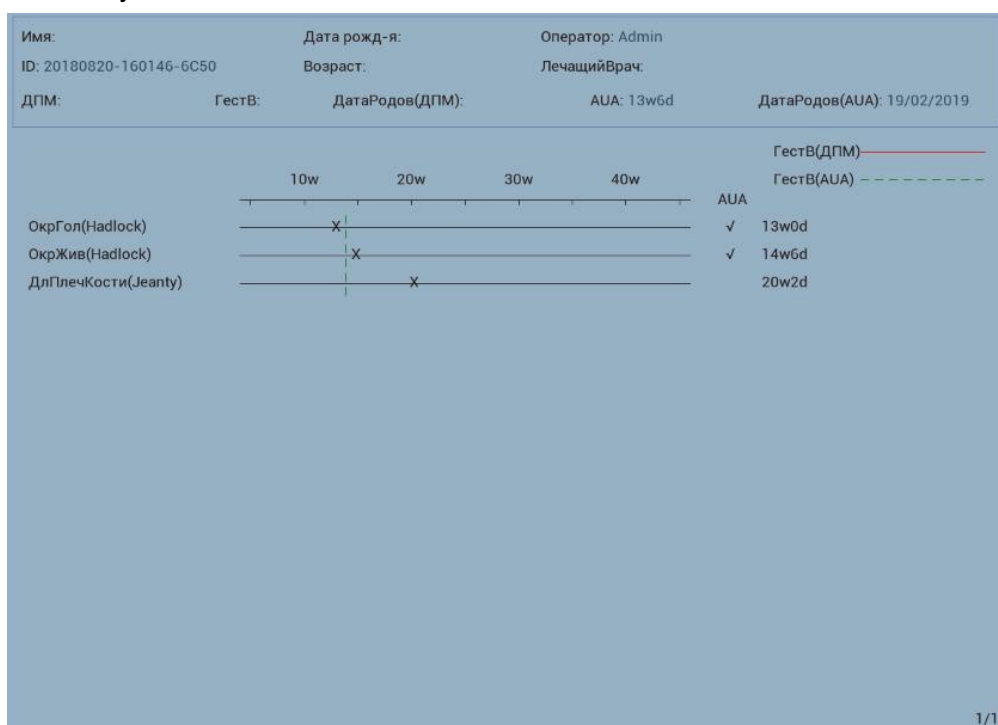 Имя: Дата рожд-я: Оператор: Admin
ID: 20180820-160146-6C50 Возраст: ЛечащийВрач:
ДПМ: ГестВ: ДатаРодов(ДПМ): AUA: 13w6d ДатаРодов(AUA): 19/02/2019
ГестВ(ДПМ)
10w 20w 30w 40w ГестВ(AUA)
AUA
ОкрГол(Hadlock) X √ 13w0d
ОкрЖив(Hadlock) X √ 14w6d
ДлПлечКости(Jeanty) X 20w2d
1/1